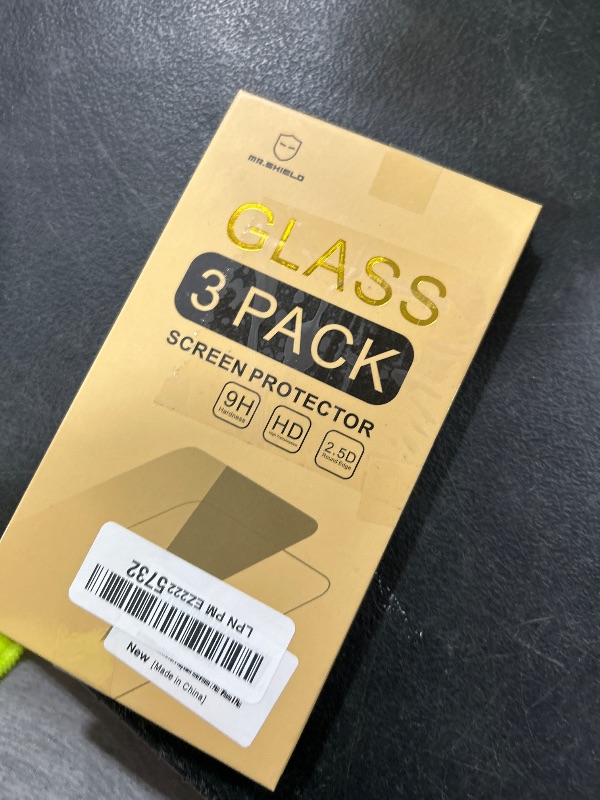 MR.SHIELD
GLASS
3 PACK
SCREEN PROTECTOR
9H
Hardness
HD
2.5D
Round Edge
LPN PM EZ2225732
New
[Made in China]